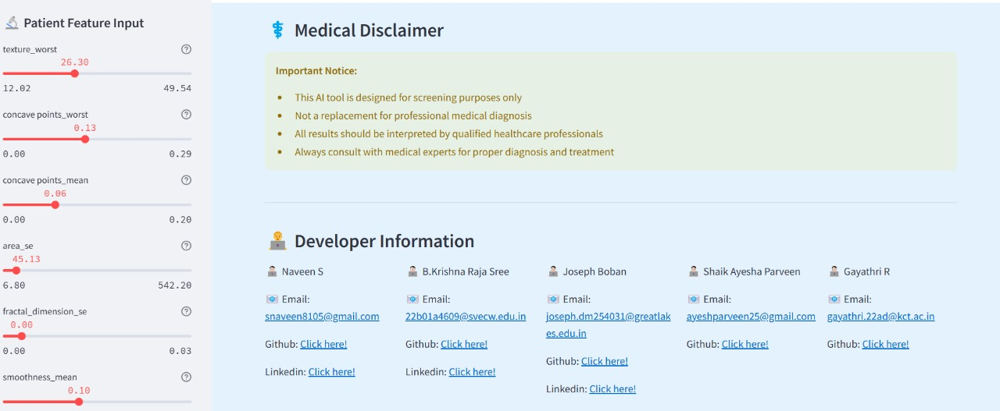 Patient Feature Input
texture_worst
26.30
12.02 49.54
concave points_worst
0.13
0.00 0.29
concave points_mean
0.06
0.00 0.20
area_se
45.13
6.80 542.20
fractal_dimension_se
0.00
0.00 0.03
smoothness_mean
0.10
Medical Disclaimer
Important Notice:
• This AI tool is designed for screening purposes only
• Not a replacement for professional medical diagnosis
• All results should be interpreted by qualified healthcare professionals
• Always consult with medical experts for proper diagnosis and treatment
Developer Information
Naveen S
Email:
snaveen8105@gmail.com
Github: Click here!
Linkedin: Click here!
B.Krishna Raja Sree
Email:
22b01a4609@svecw.edu.in
Github: Click here!
Linkedin: Click here!
Joseph Boban
Email:
joseph.dm254031@greatlak
es.edu.in
Github: Click here!
Linkedin: Click here!
Shaik Ayesha Parveen
Email:
ayeshparveen25@gmail.com
Github: Click here!
Gayathri R
Email:
gayathri.22ad@kct.ac.in
Github: Click here!